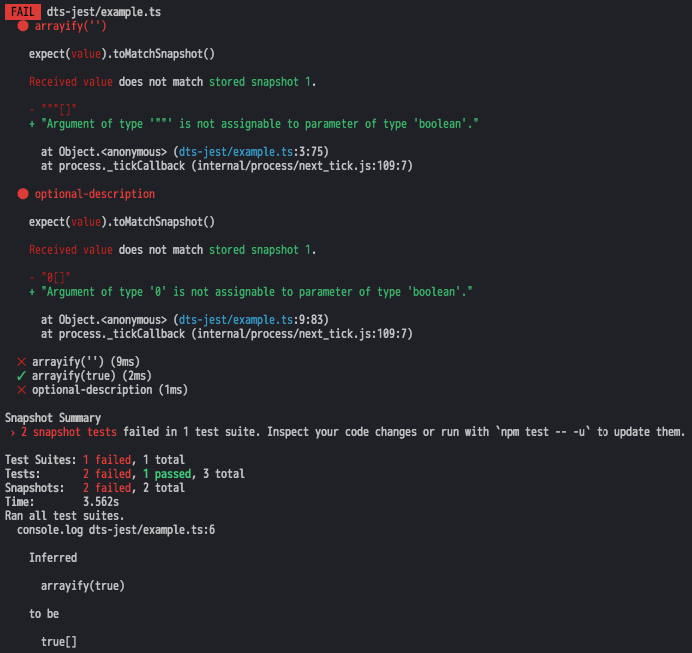 FAIL dts-jest/example.ts
● arrayify('')
expect(value).toMatchSnapshot()
Received value does not match stored snapshot 1.
- """[]"
+ "Argument of type '""' is not assignable to parameter of type 'boolean'."
at Object.<anonymous> (dts-jest/example.ts:3:75)
at process._tickCallback (internal/process/next_tick.js:109:7)
● optional-description
expect(value).toMatchSnapshot()
Received value does not match stored snapshot 1.
- "0[]"
+ "Argument of type '0' is not assignable to parameter of type 'boolean'."
at Object.<anonymous> (dts-jest/example.ts:9:83)
at process._tickCallback (internal/process/next_tick.js:109:7)
✕ arrayify('') (9ms)
✓ arrayify(true) (2ms)
✕ optional-description (1ms)
Snapshot Summary
› 2 snapshot tests failed in 1 test suite. Inspect your code changes or run with `npm test -- -u` to update them.
Test Suites: 1 failed, 1 total
Tests: 2 failed, 1 passed, 3 total
Snapshots: 2 failed, 2 total
Time: 3.562s
Ran all test suites.
console.log dts-jest/example.ts:6
Inferred
arrayify(true)
to be
true[]